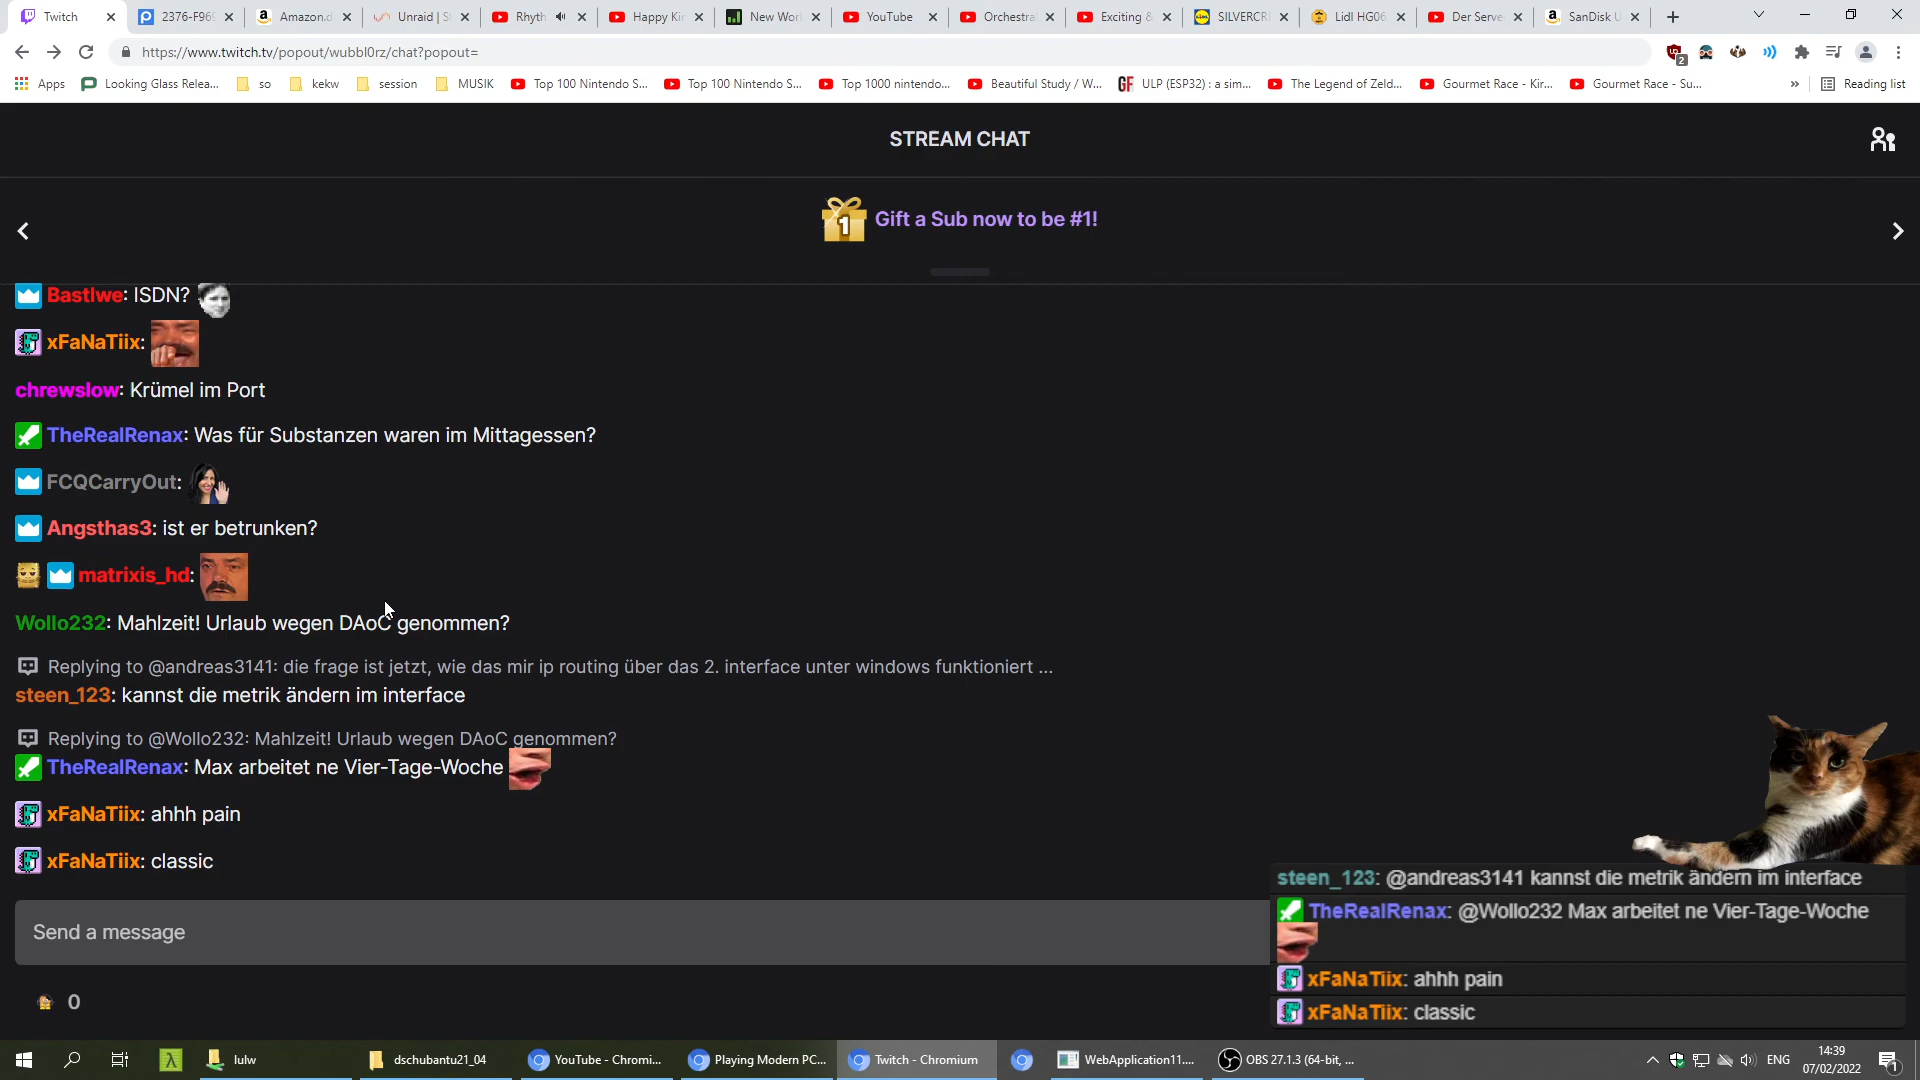 Twitch
2376-F969
Amazon.d
Unraid | S
Rhyth
Happy Kir
New Worl
YouTube
Orchestra
Exciting &
SILVERCR
Lidl HG06
Der Serve
SanDisk U
https://www.twitch.tv/popout/wubbl0rz/chat?popout=
2
Apps
Looking Glass Relea...
so
kekw
session
MUSIK
Top 100 Nintendo S...
Top 100 Nintendo S...
Top 1000 nintendo...
Beautiful Study / W...
GF ULP (ESP32) : a sim...
The Legend of Zeld...
Gourmet Race - Kir...
Gourmet Race - Su...
»
Reading list
STREAM CHAT
1 Gift a Sub now to be #1!
Bastlwe: ISDN?
xFaNaTiix:
chrewslow: Krümel im Port
TheRealRenax: Was für Substanzen waren im Mittagessen?
FCQCarryOut:
Angsthas3: ist er betrunken?
matrixis_hd:
Wollo232: Mahlzeit! Urlaub wegen DAoC genommen?
Replying to @andreas3141: die frage ist jetzt, wie das mir ip routing über das 2. interface unter windows funktioniert ...
steen_123: kannst die metrik ändern im interface
Replying to @Wollo232: Mahlzeit! Urlaub wegen DAoC genommen?
TheRealRenax: Max arbeitet ne Vier-Tage-Woche
xFaNaTiix: ahhh pain
xFaNaTiix: classic
Send a message
0
steen_123: @andreas3141 kannst die metrik ändern im interface
TheRealRenax: @Wollo232 Max arbeitet ne Vier-Tage-Woche
xFaNaTiix: ahhh pain
xFaNaTiix: classic
lulw
dschubantu21_04
YouTube - Chromi...
Playing Modern PC...
Twitch - Chromium
WebApplication11....
OBS 27.1.3 (64-bit, ...
ENG
14:39
07/02/2022
1